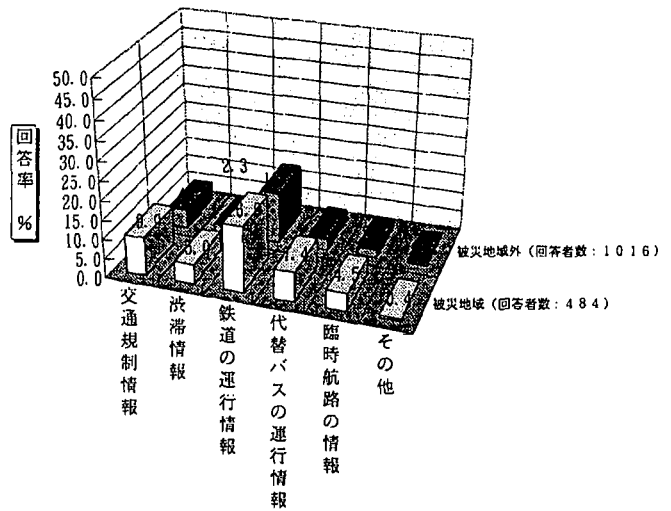 50.0
45.0
40.0
35.0
30.0
25.0
20.0
15.0
10.0
5.0
0.0
回答率 %
2.3
交通規制情報
渋滞情報
鉄道の運行情報
代替バスの運行情報
臨時航路の情報
その他
被災地域外 (回答者数:1016)
被災地域 (回答者数:484)